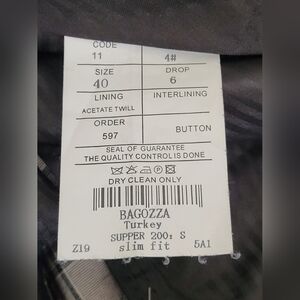 CODE
11 4#
SIZE DROP
40 6
LINING INTERLINING
ACETATE TWILL
ORDER
597 BUTTON
SEAL OF GUARANTEE
THE QUALITY CONTROL IS DONE
DRY CLEAN ONLY
BAGOZZA
Turkey
SUPPER 200: S
Z19 slim fit 5A1